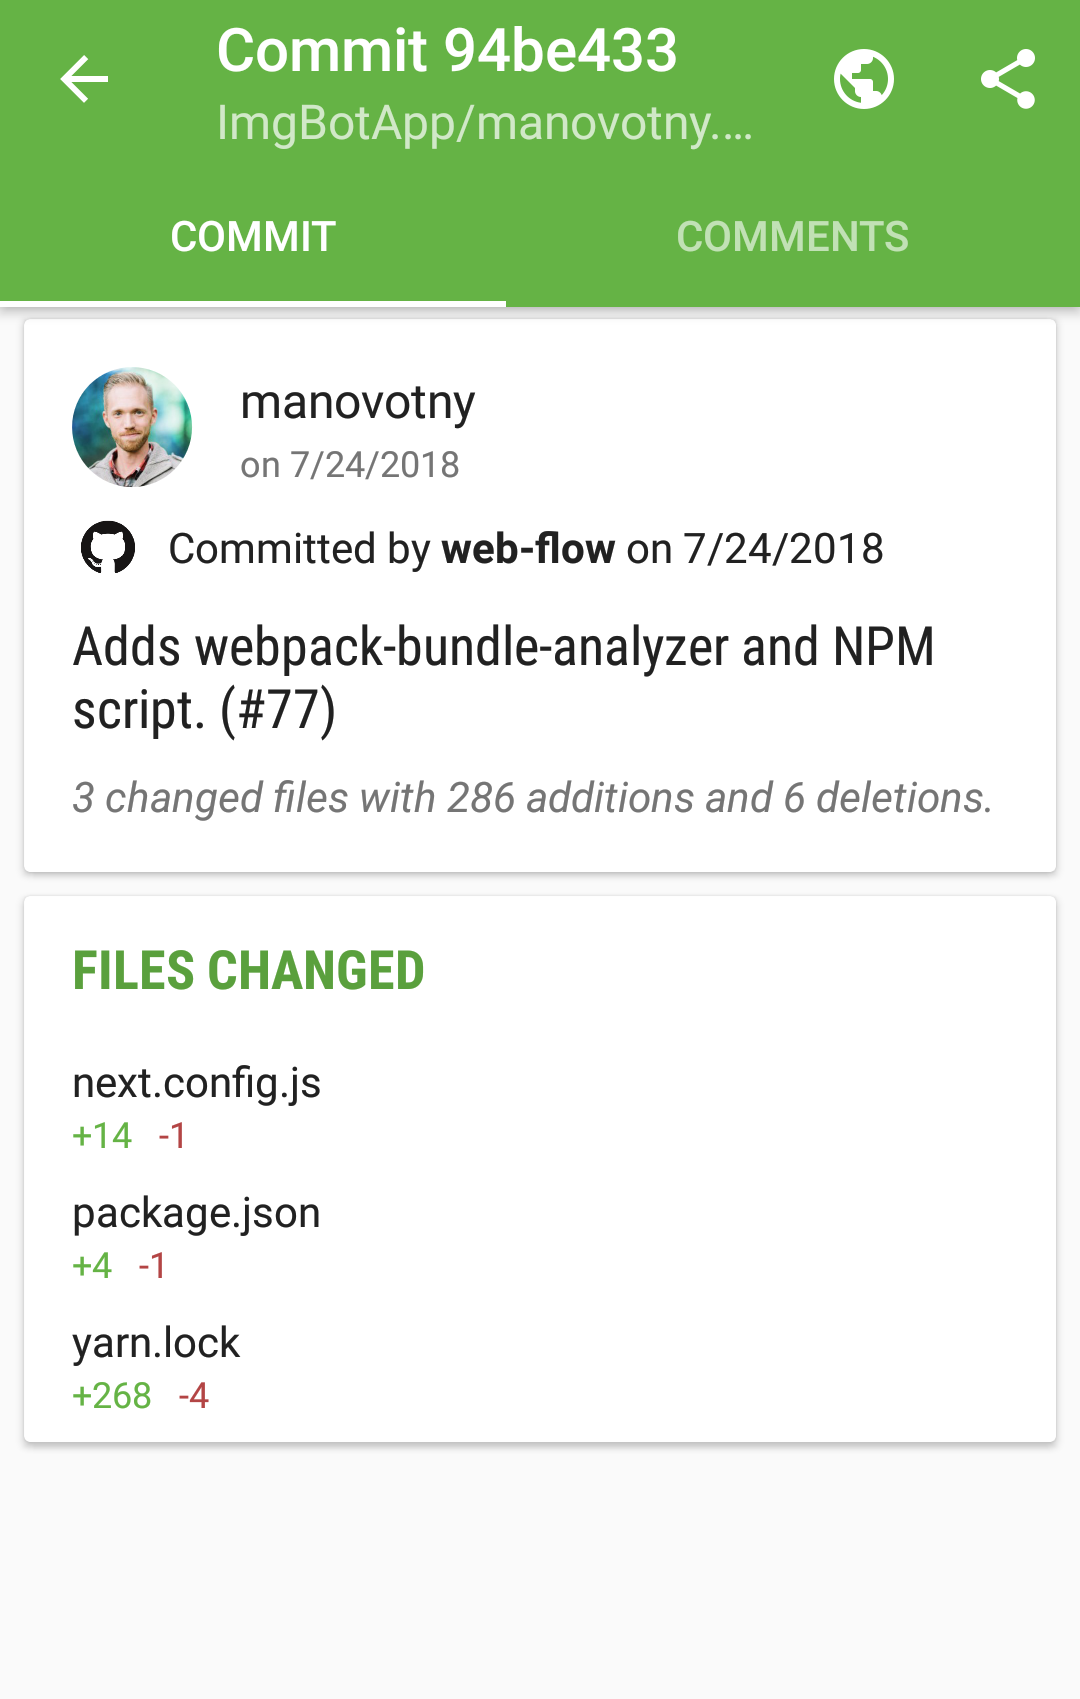 Commit 94be433
ImgBotApp/manovotny....
COMMIT
COMMENTS
manovotny
on 7/24/2018
Committed by web-flow on 7/24/2018
Adds webpack-bundle-analyzer and NPM
script. (#77)
3 changed files with 286 additions and 6 deletions.
FILES CHANGED
next.config.js
+14 -1
package.json
+4 -1
yarn.lock
+268 -4